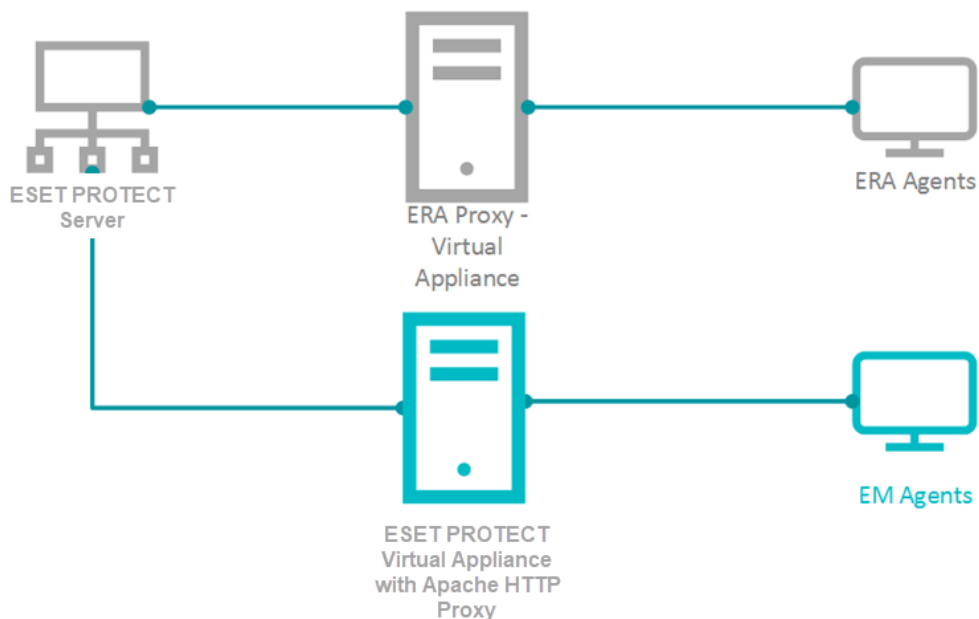 ESET PROTECT
Server
ERA Proxy -
Virtual
Appliance
ERA Agents
ESET PROTECT
Virtual Appliance
with Apache HTTP
Proxy
EM Agents